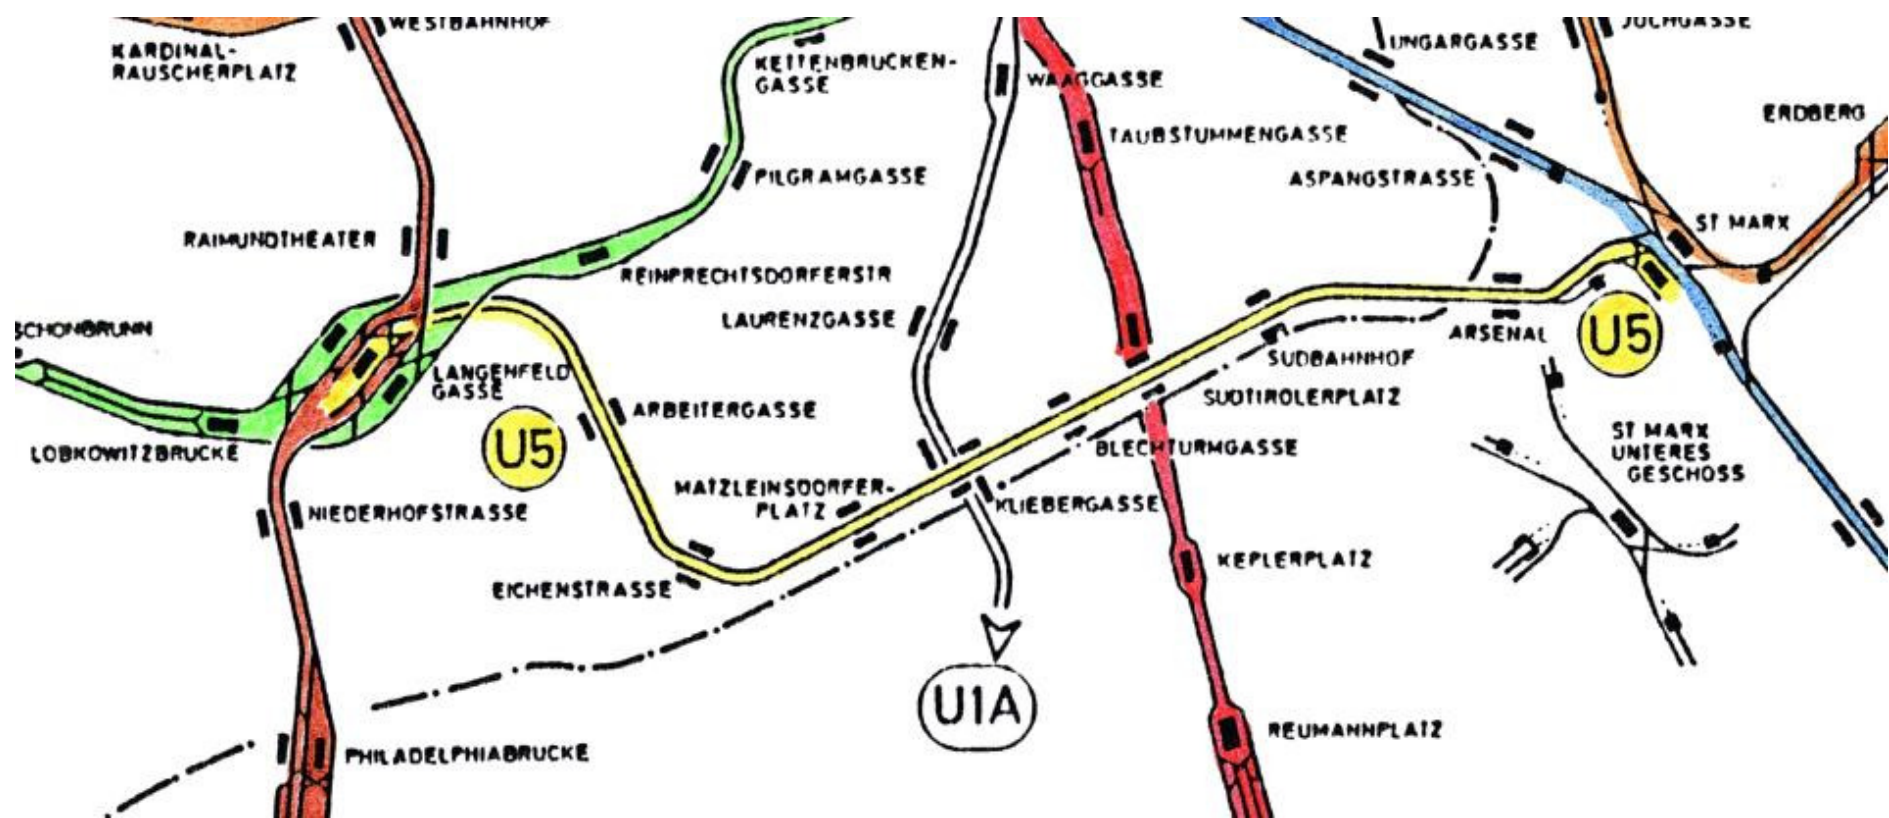 WESTBAHNHOF
KARDINAL-
RAUSCHERPLATZ
KETTENBRUCKEN-
GASSE
WAAGGASSE
UNGARGASSE
JUCHGASSE
ERDBERG
TAUBSTUMMENGASSE
PILGRAMGASSE
ASPANGSTRASSE
ST MARX
RAIMUNDTHEATER
REINPRECHTSDORFERSTR
LAURENZGASSE
SCHONBRUNN
ARSENAL
U5
SUDBAHNHOF
LANGENFELD
GASSE
SUDTIROLERPLATZ
ARBEITERGASSE
LOBKOWITZBRUCKE
U5
BLECHTURMGASSE
ST MARX
UNTERES
GESCHOSS
MATZLEINSDORFER-
PLATZ
KLIEBERGASSE
NIEDERHOFSTRASSE
EICHENSTRASSE
KEPLERPLATZ
U1A
REUMANNPLATZ
PHILADELPHIABRUCKE